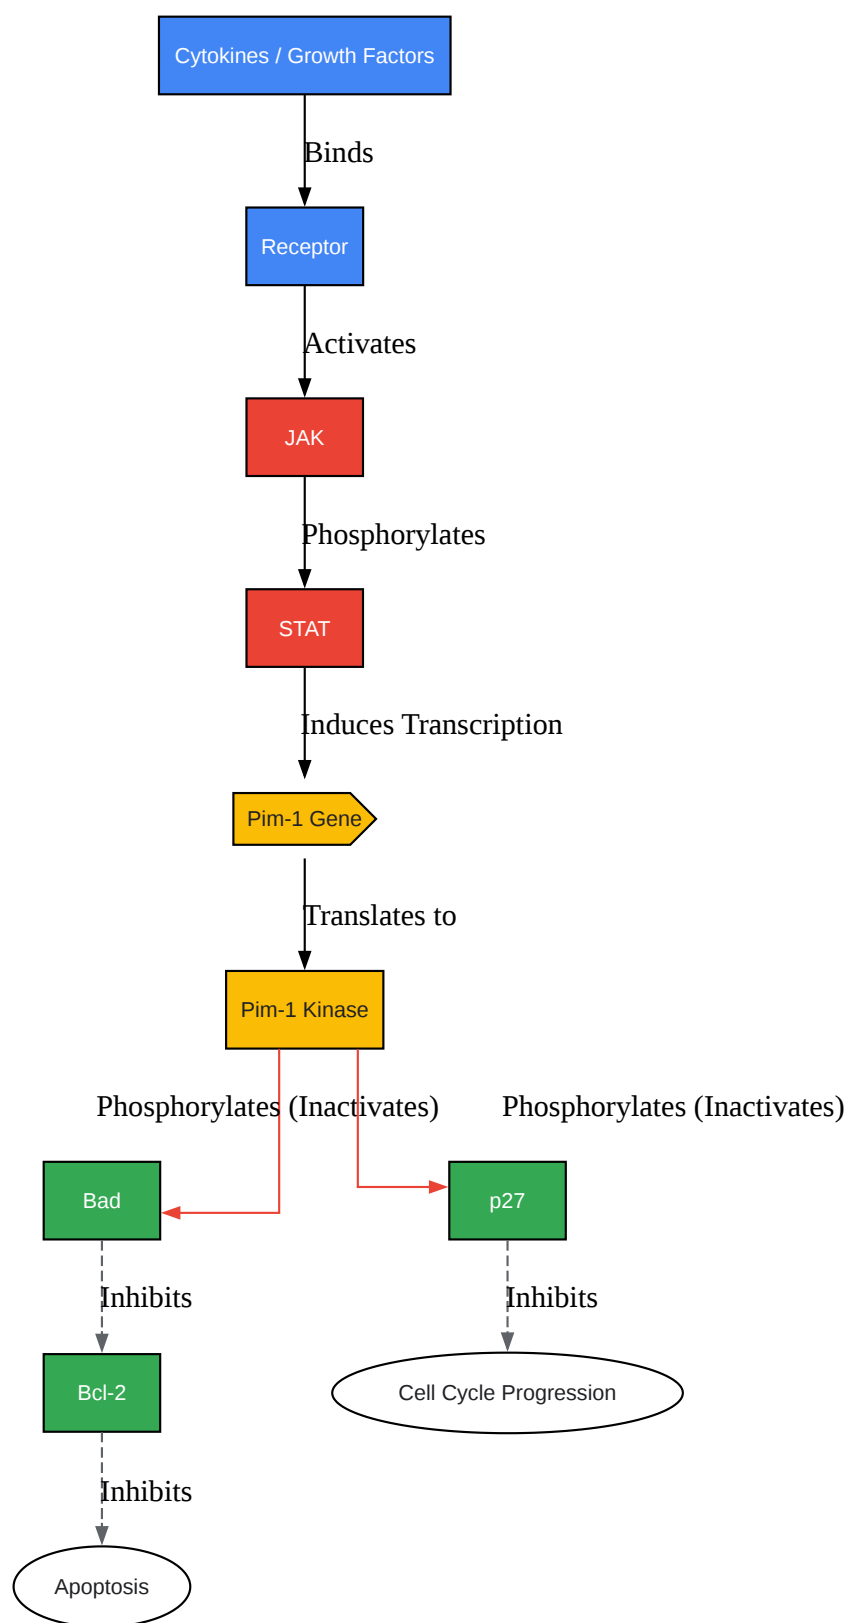 Cytokines / Growth Factors
Binds
Receptor
Activates
JAK
Phosphorylates
STAT
Induces Transcription
Pim-1 Gene
Translates to
Pim-1 Kinase
Phosphorylates (Inactivates)
Phosphorylates (Inactivates)
Bad
p27
Inhibits
Inhibits
Bcl-2
Cell Cycle Progression
Inhibits
Apoptosis